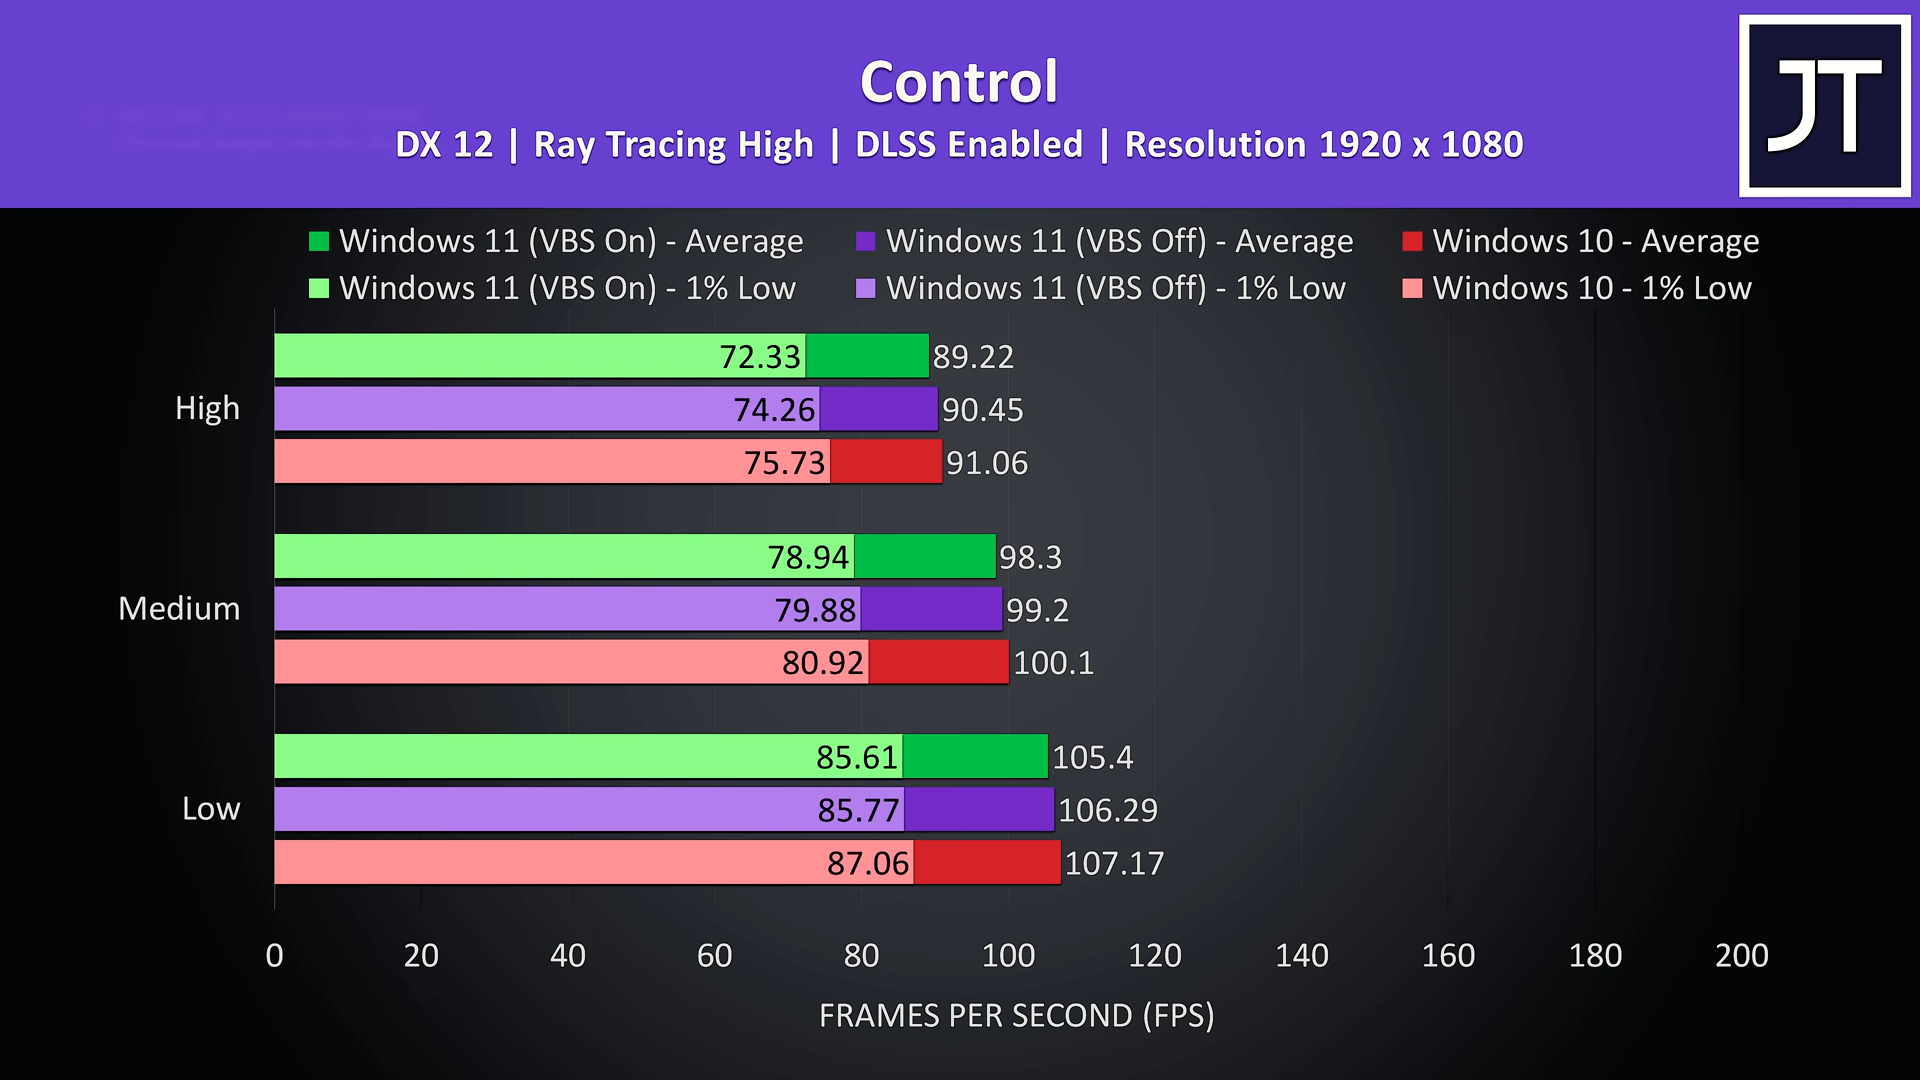 Control
JT
DX 12 | Ray Tracing High | DLSS Enabled | Resolution 1920 x 1080
Windows 11 (VBS On) - Average
Windows 11 (VBS Off) - Average
Windows 10 - Average
Windows 11 (VBS On) - 1% Low
Windows 11 (VBS Off) - 1% Low
Windows 10 - 1% Low
High
72.33
89.22
74.26
90.45
75.73
91.06
Medium
78.94
98.3
79.88
99.2
80.92
100.1
Low
85.61
105.4
85.77
106.29
87.06
107.17
0 20 40 60 80 100 120 140 160 180 200
FRAMES PER SECOND (FPS)